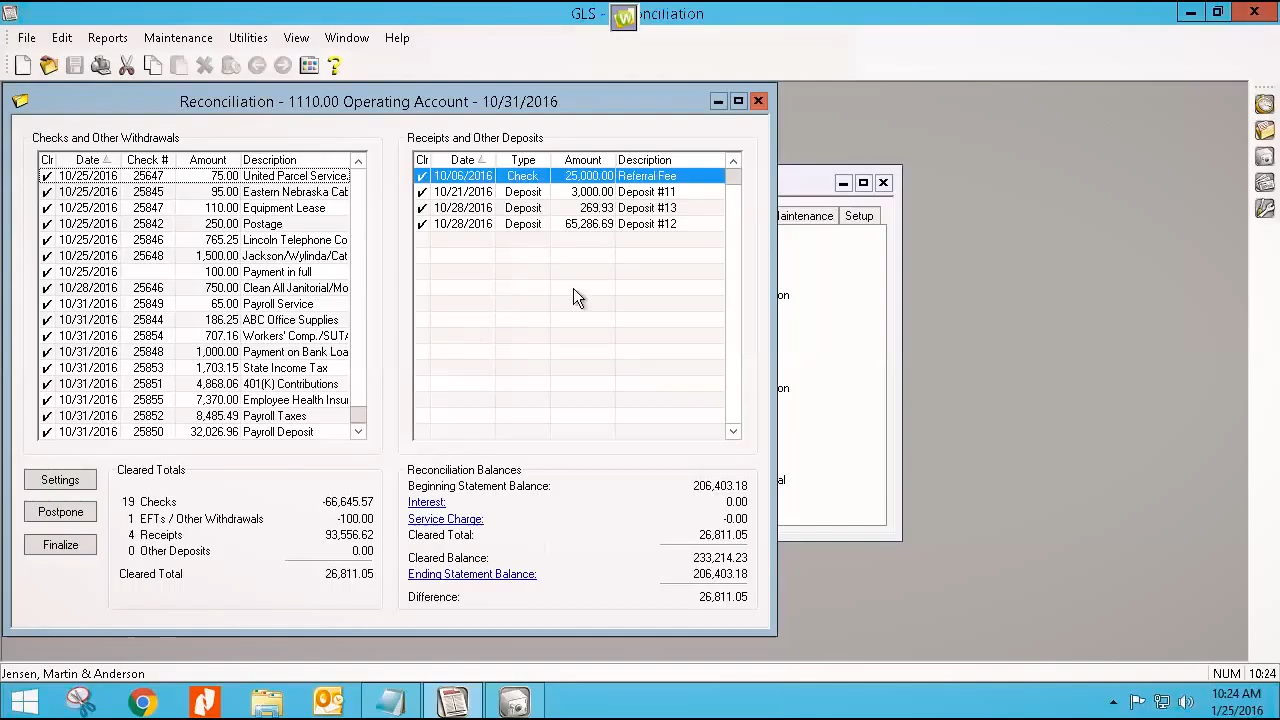 GLS - onciliation
File Edit Reports Maintenance Utilities View Window Help
Reconciliation - 1110.00 Operating Account - 10/31/2016
Checks and Other Withdrawals
Clr Date Check # Amount Description
10/25/2016 25647 75.00 United Parcel Service
10/25/2016 25845 95.00 Eastern Nebraska Cab
10/25/2016 25847 110.00 Equipment Lease
10/25/2016 25842 250.00 Postage
10/25/2016 25846 765.25 Lincoln Telephone Co
10/25/2016 25648 1,500.00 Jackson/Wylinda/Cat
10/25/2016 100.00 Payment in full
10/28/2016 25646 750.00 Clean All Janitorial/Mo
10/31/2016 25849 65.00 Payroll Service
10/31/2016 25844 186.25 ABC Office Supplies
10/31/2016 25854 707.16 Workers' Comp./SUTA
10/31/2016 25848 1,000.00 Payment on Bank Loa
10/31/2016 25853 1,703.15 State Income Tax
10/31/2016 25851 4,868.06 401(K) Contributions
10/31/2016 25855 7,370.00 Employee Health Insu
10/31/2016 25852 8,485.49 Payroll Taxes
10/31/2016 25850 32,026.96 Payroll Deposit
Receipts and Other Deposits
Clr Date Type Amount Description
10/06/2016 Check 25,000.00 Referral Fee
10/21/2016 Deposit 3,000.00 Deposit #11
10/28/2016 Deposit 269.93 Deposit #13
10/28/2016 Deposit 65,286.69 Deposit #12
Settings
Postpone
Finalize
Cleared Totals
19 Checks -66,645.57
1 EFTs / Other Withdrawals -100.00
4 Receipts 93,556.62
0 Other Deposits 0.00
Cleared Total 26,811.05
Reconciliation Balances
Beginning Statement Balance: 206,403.18
Interest: 0.00
Service Charge: -0.00
Cleared Total: 26,811.05
Cleared Balance: 233,214.23
Ending Statement Balance: 206,403.18
Difference: 26,811.05
aintenance Setup
on
on
al
Jensen, Martin & Anderson
NUM 10:24
10:24 AM
1/25/2016